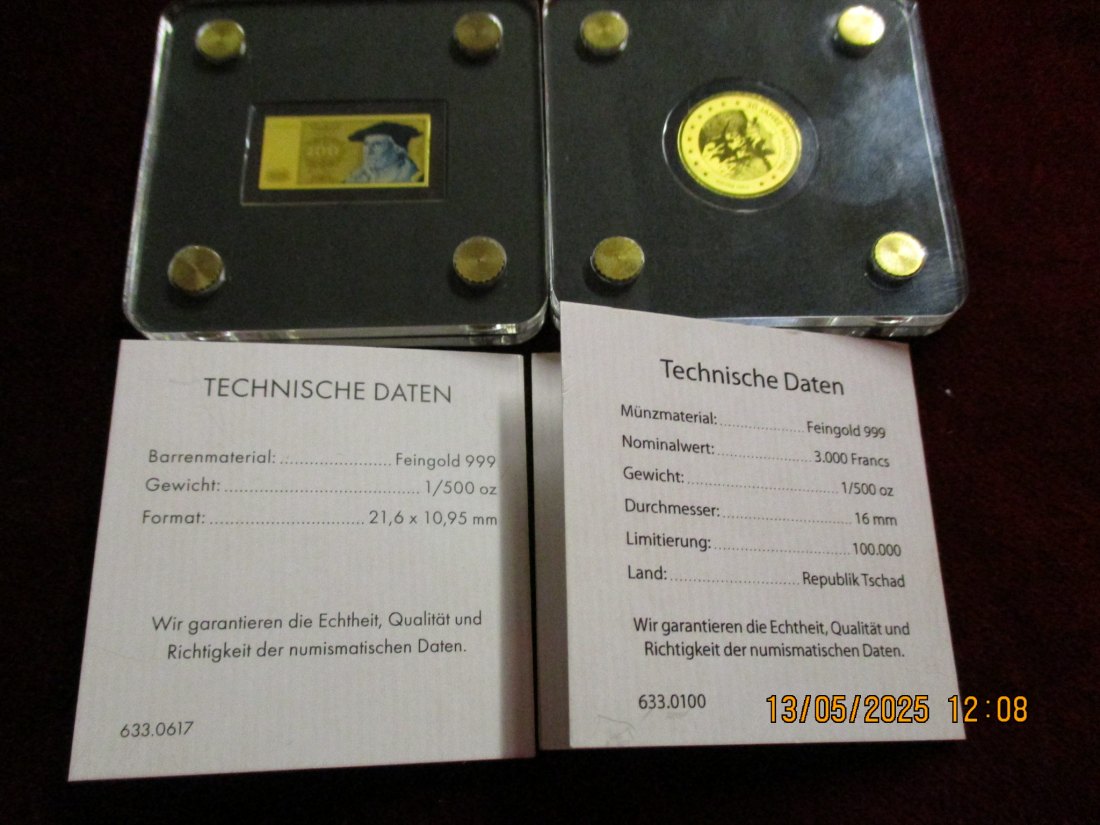 200
30 JAHRE
TECHNISCHE DATEN
Barrenmaterial: ........................ Feingold 999
Gewicht: ........................................ 1/500 oz
Format: ............................... 21,6 x 10,95 mm
Wir garantieren die Echtheit, Qualität und
Richtigkeit der numismatischen Daten.
633.0617
Technische Daten
Münzmaterial: ........................ Feingold 999
Nominalwert: ........................ 3.000 Francs
Gewicht: ........................................ 1/500 oz
Durchmesser: ................................ 16 mm
Limitierung: ................................ 100.000
Land: ................................ Republik Tschad
Wir garantieren die Echtheit, Qualität und
Richtigkeit der numismatischen Daten.
633.0100
13/05/2025 12:08